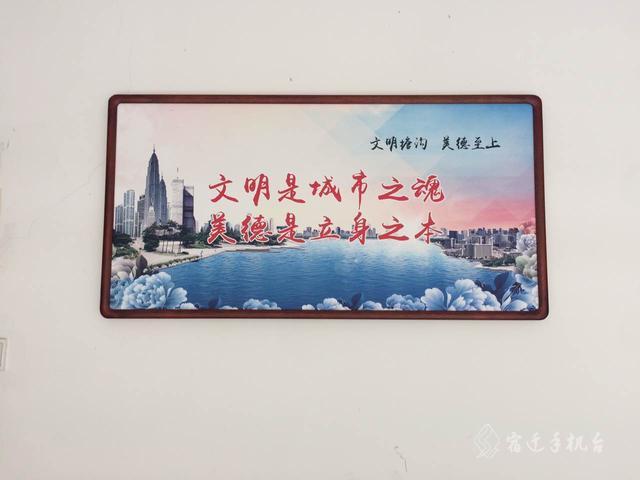 文明塘沟 美德至上
文明是城市之魂
美德是立身之本
宿迁手机台